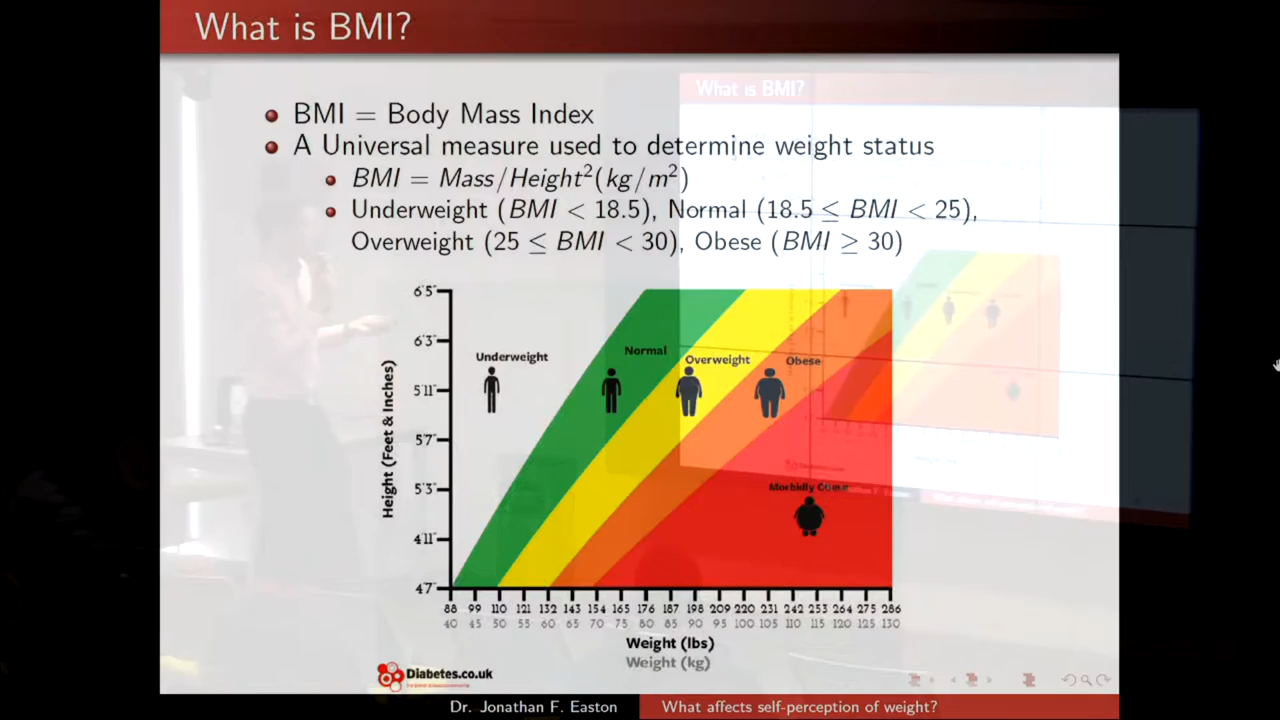 What is BMI?
What is BMI?
BMI = Body Mass Index
A Universal measure used to determine weight status
BMI = Mass/Height²(kg/m²)
Underweight (BMI < 18.5), Normal (18.5 ≤ BMI < 25),
Overweight (25 ≤ BMI < 30), Obese (BMI ≥ 30)
Height (Feet & Inches)
6'5"
6'3"
5'11"
5'7"
5'3"
4'11"
4'7"
Underweight
Normal
Overweight
Obese
Morbidly Obese
88 99 110 121 132 143 154 165 176 187 198 209 220 231 242 253 264 275 286
40 45 50 55 60 65 70 75 80 85 90 95 100 105 110 115 120 125 130
Weight (lbs)
Weight (kg)
Diabetes.co.uk
Dr. Jonathan F. Easton What affects self-perception of weight?